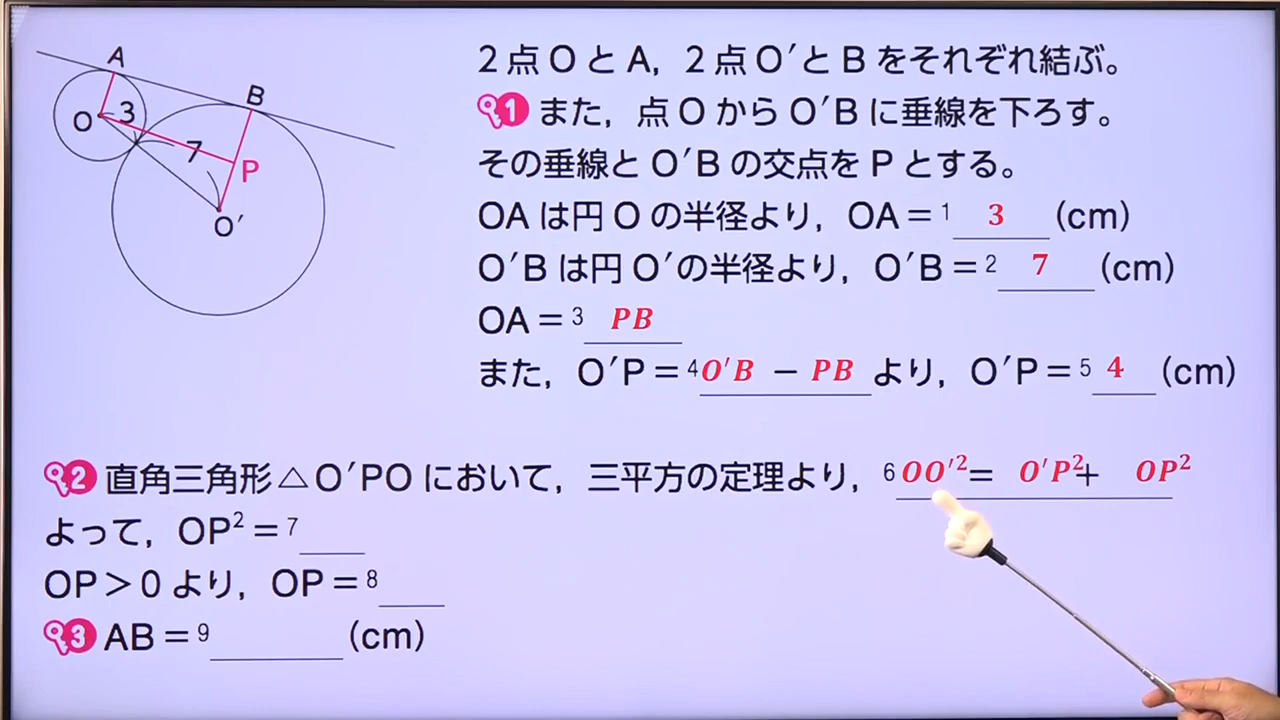 A
B
O
3
7
P
O′
2点OとA，2点O′とBをそれぞれ結ぶ。
1 また，点OからO′Bに垂線を下ろす。
その垂線とO′Bの交点をPとする。
OAは円Oの半径より，OA＝1 3 (cm)
O′Bは円O′の半径より，O′B＝2 7 (cm)
OA＝3 PB
また，O′P＝4 O′B − PB より，O′P＝5 4 (cm)
2 直角三角形△O′POにおいて，三平方の定理より，6 OO′²＝ O′P²＋ OP²
よって，OP²＝7
OP＞0より，OP＝8
3 AB＝9 (cm)